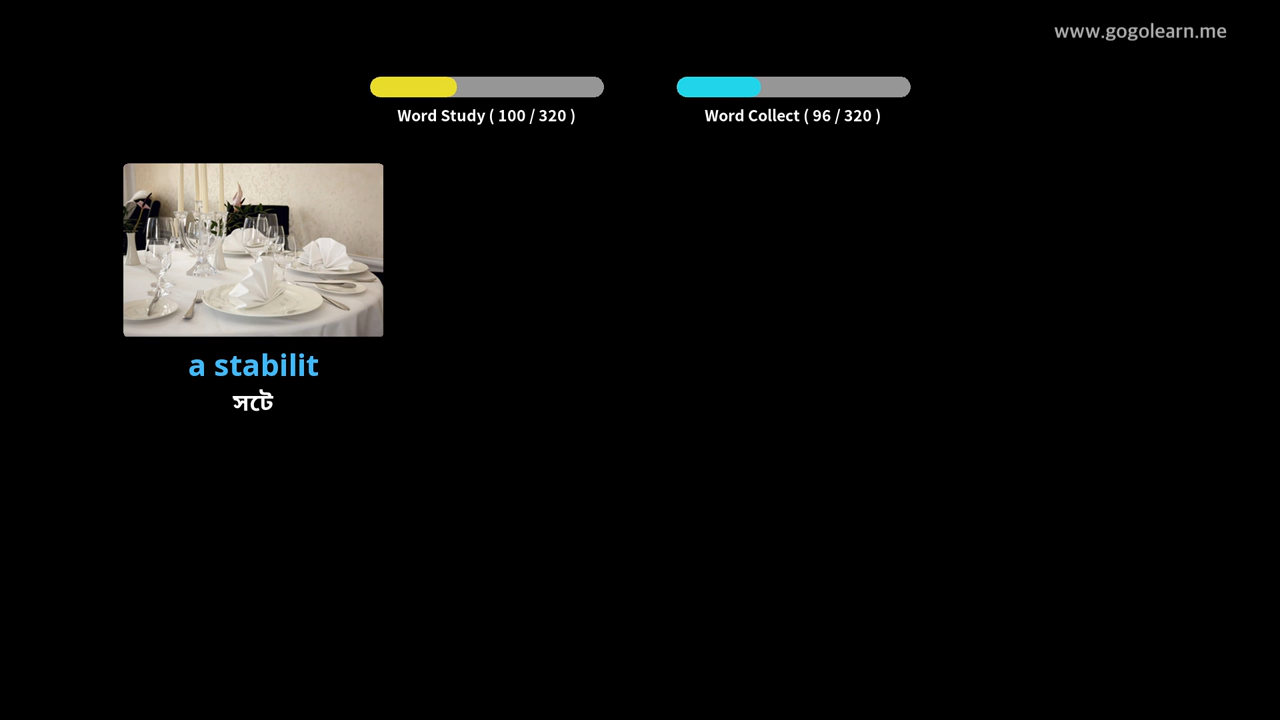 www.gogolearn.me
Word Study ( 100 / 320 )
Word Collect ( 96 / 320 )
a stabilit
সটে